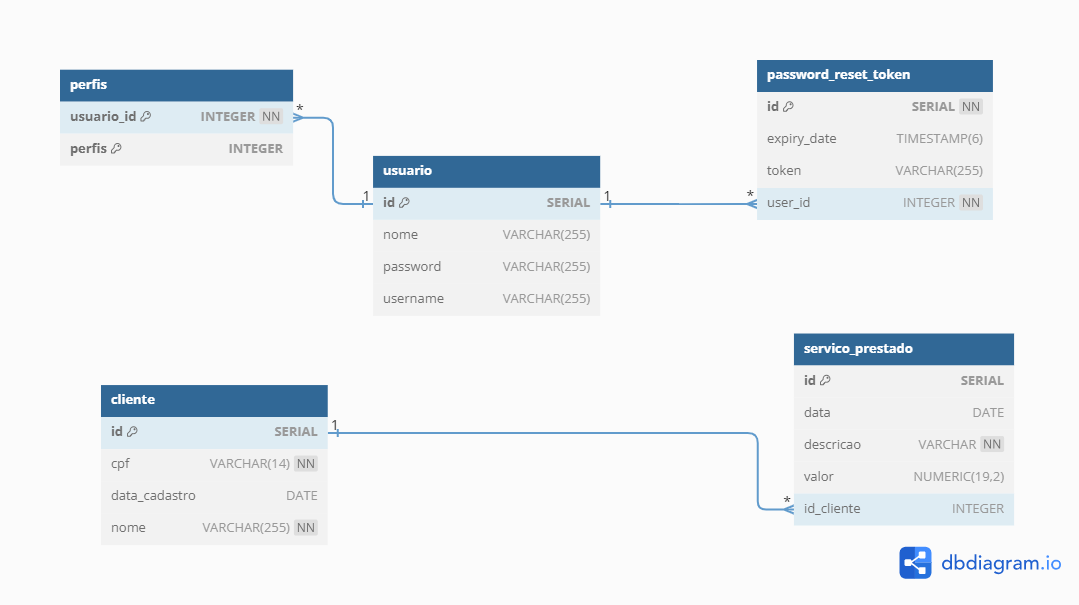 perfis
usuario_id INTEGER NN
perfis INTEGER
*
1
usuario
id SERIAL
nome VARCHAR(255)
password VARCHAR(255)
username VARCHAR(255)
1
*
password_reset_token
id SERIAL NN
expiry_date TIMESTAMP(6)
token VARCHAR(255)
user_id INTEGER NN
cliente
id SERIAL
cpf VARCHAR(14) NN
data_cadastro DATE
nome VARCHAR(255) NN
1
*
servico_prestado
id SERIAL
data DATE
descricao VARCHAR NN
valor NUMERIC(19,2)
id_cliente INTEGER
dbdiagram.io